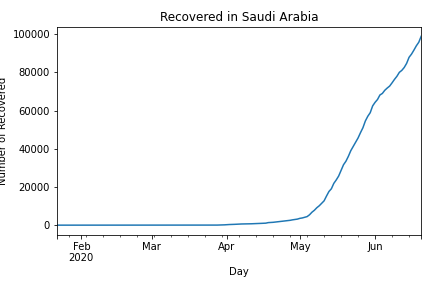 Recovered in Saudi Arabia
100000
80000
60000
40000
20000
0
Number of Recovered
Feb
2020
Mar
Apr
May
Jun
Day